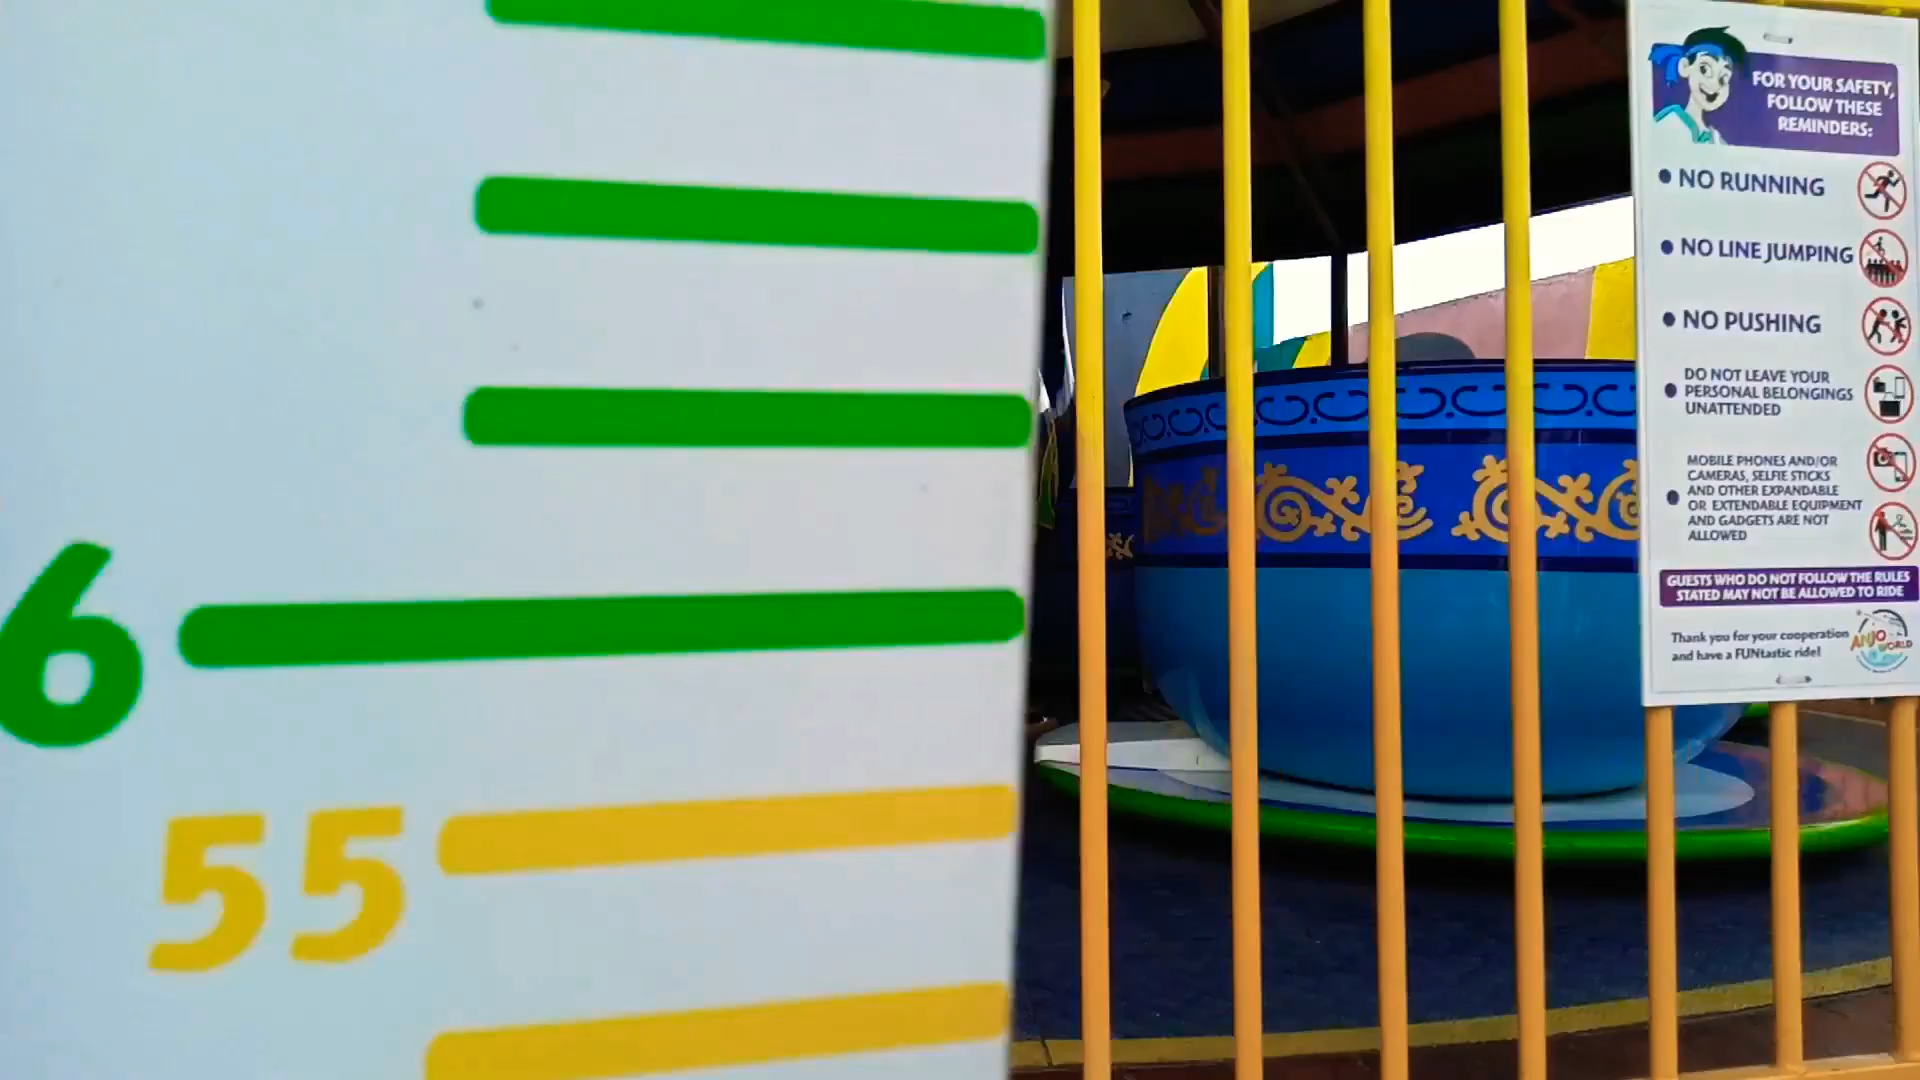 6
55
FOR YOUR SAFETY,
FOLLOW THESE
REMINDERS:
• NO RUNNING
• NO LINE JUMPING
• NO PUSHING
• DO NOT LEAVE YOUR
PERSONAL BELONGINGS
UNATTENDED
• MOBILE PHONES AND/OR
CAMERAS, SELFIE STICKS
AND OTHER EXPANDABLE
OR EXTENDABLE EQUIPMENT
AND GADGETS ARE NOT
ALLOWED
GUESTS WHO DO NOT FOLLOW THE RULES
STATED MAY NOT BE ALLOWED TO RIDE
Thank you for your cooperation
and have a FUNtastic ride!
ANJO
WORLD